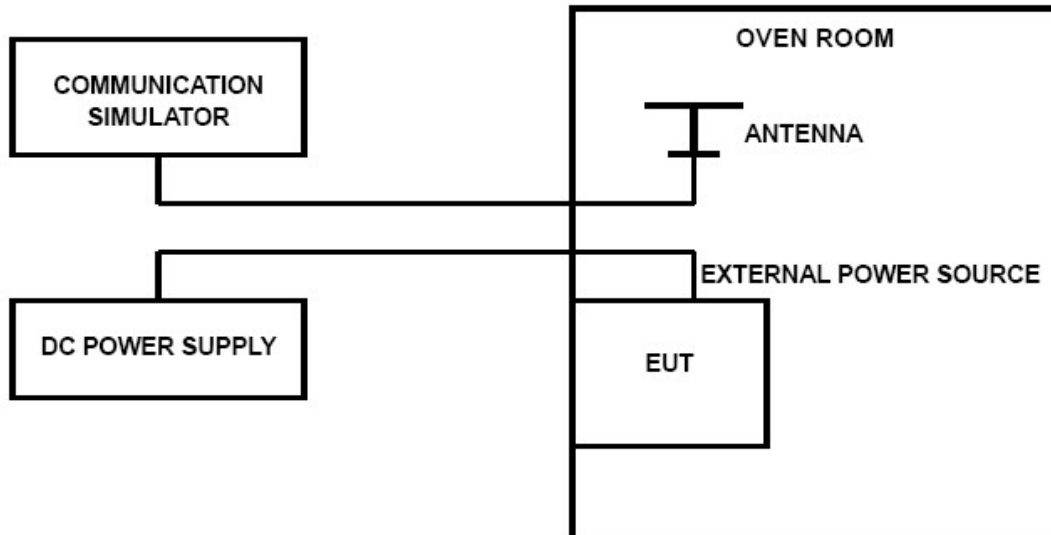 OVEN ROOM
COMMUNICATION
SIMULATOR
ANTENNA
EXTERNAL POWER SOURCE
DC POWER SUPPLY
EUT